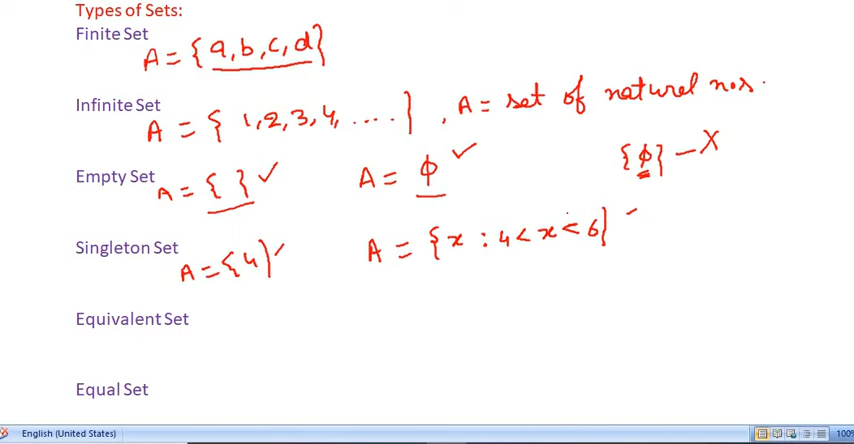 Types of Sets:
Finite Set
A = {a, b, c, d}
Infinite Set
A = { 1, 2, 3, 4, ....} , A = set of natural nos.
Empty Set
A = { } ✓ A = ϕ ✓ {ϕ} – X
Singleton Set
A = {4} ✓ A = {x : 4 < x < 6} –
Equivalent Set
Equal Set
English (United States)
100%